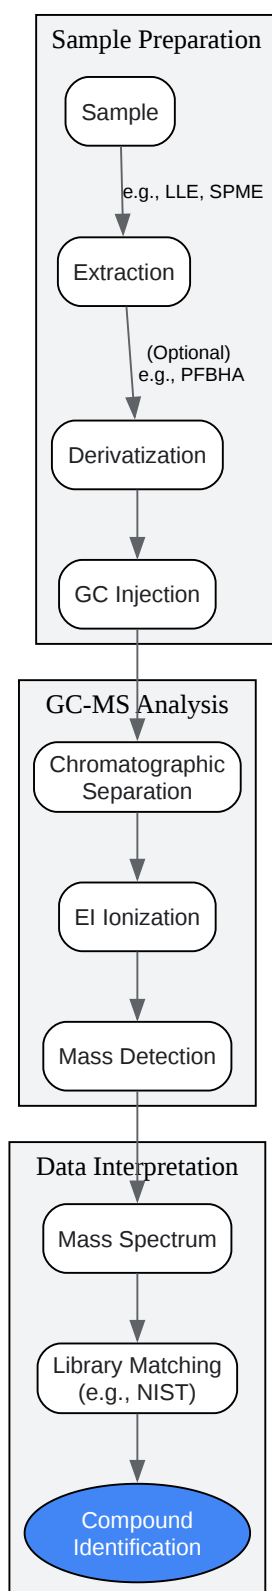 Sample Preparation
Sample
e.g., LLE, SPME
Extraction
(Optional)
e.g., PFBHA
Derivatization
GC Injection
GC-MS Analysis
Chromatographic
Separation
EI Ionization
Mass Detection
Data Interpretation
Mass Spectrum
Library Matching
(e.g., NIST)
Compound
Identification